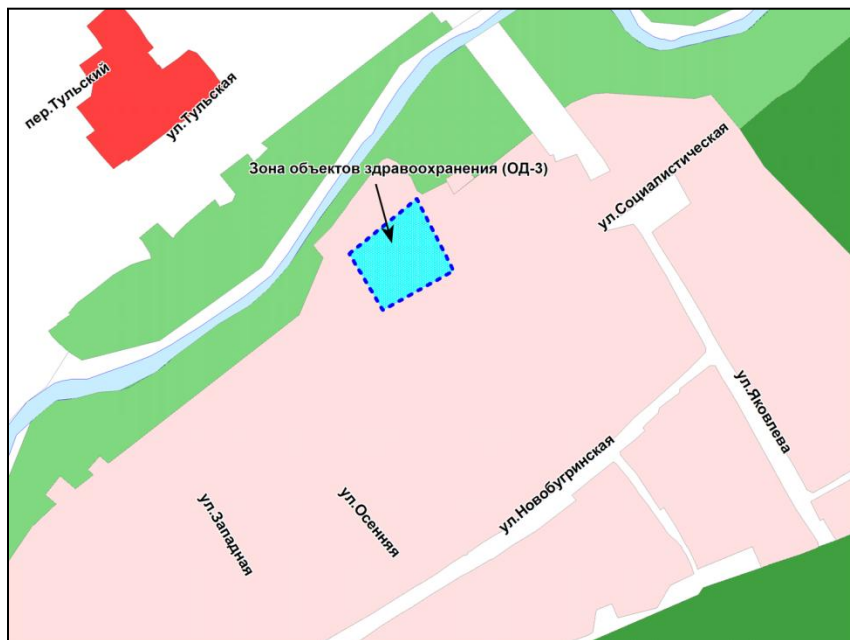 пер.Тульский
ул.Тульская
Зона объектов здравоохранения (ОД-3)
ул.Социалистическая
ул.Яковлева
ул.Новобугринская
ул.Осенняя
ул.Западная